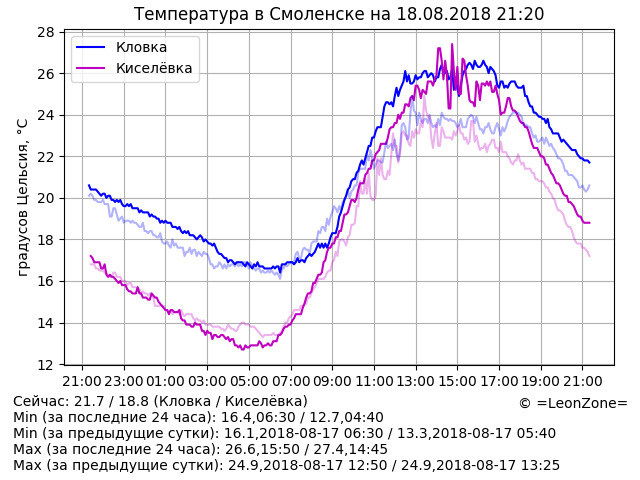 Температура в Смоленске на 18.08.2018 21:20
Кловка
Киселёвка
градусов Цельсия, °C
28
26
24
22
20
18
16
14
12
21:00 23:00 01:00 03:00 05:00 07:00 09:00 11:00 13:00 15:00 17:00 19:00 21:00
Сейчас: 21.7 / 18.8 (Кловка / Киселёвка)
© =LeonZone=
Min (за последние 24 часа): 16.4,06:30 / 12.7,04:40
Min (за предыдущие сутки): 16.1,2018-08-17 06:30 / 13.3,2018-08-17 05:40
Max (за последние 24 часа): 26.6,15:50 / 27.4,14:45
Max (за предыдущие сутки): 24.9,2018-08-17 12:50 / 24.9,2018-08-17 13:25